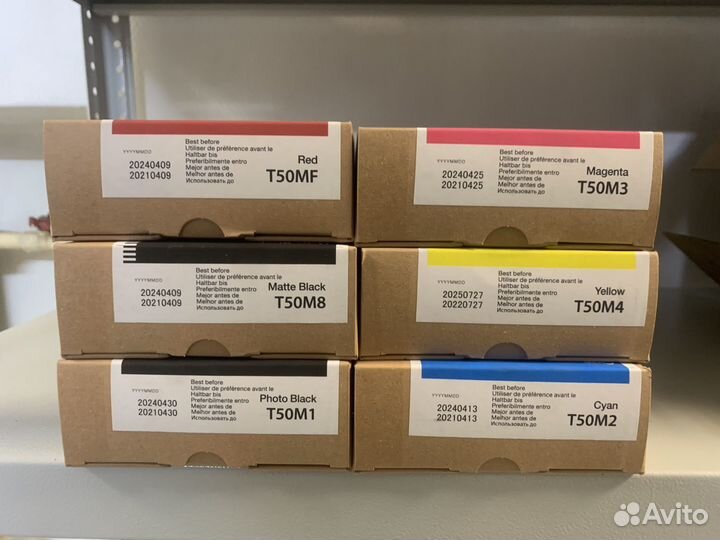 YYYYMMDD
20240409
20210409
Best before
Utiliser de préférence avant le
Haltbar bis
Preferibilmente entro
Mejor antes de
Melhor antes de
Использовать до
Red
T50MF
YYYYMMDD
20240425
20210425
Best before
Utiliser de préférence avant le
Haltbar bis
Preferibilmente entro
Mejor antes de
Melhor antes de
Использовать до
Magenta
T50M3
YYYYMMDD
20240409
20210409
Best before
Utiliser de préférence avant le
Haltbar bis
Preferibilmente entro
Mejor antes de
Melhor antes de
Использовать до
Matte Black
T50M8
YYYYMMDD
20250727
20220727
Best before
Utiliser de préférence avant le
Haltbar bis
Preferibilmente entro
Mejor antes de
Melhor antes de
Использовать до
Yellow
T50M4
YYYYMMDD
20240430
20210430
Best before
Utiliser de préférence avant le
Haltbar bis
Preferibilmente entro
Mejor antes de
Melhor antes de
Использовать до
Photo Black
T50M1
YYYYMMDD
20240413
20210413
Best before
Utiliser de préférence avant le
Haltbar bis
Preferibilmente entro
Mejor antes de
Melhor antes de
Использовать до
Cyan
T50M2
Avito